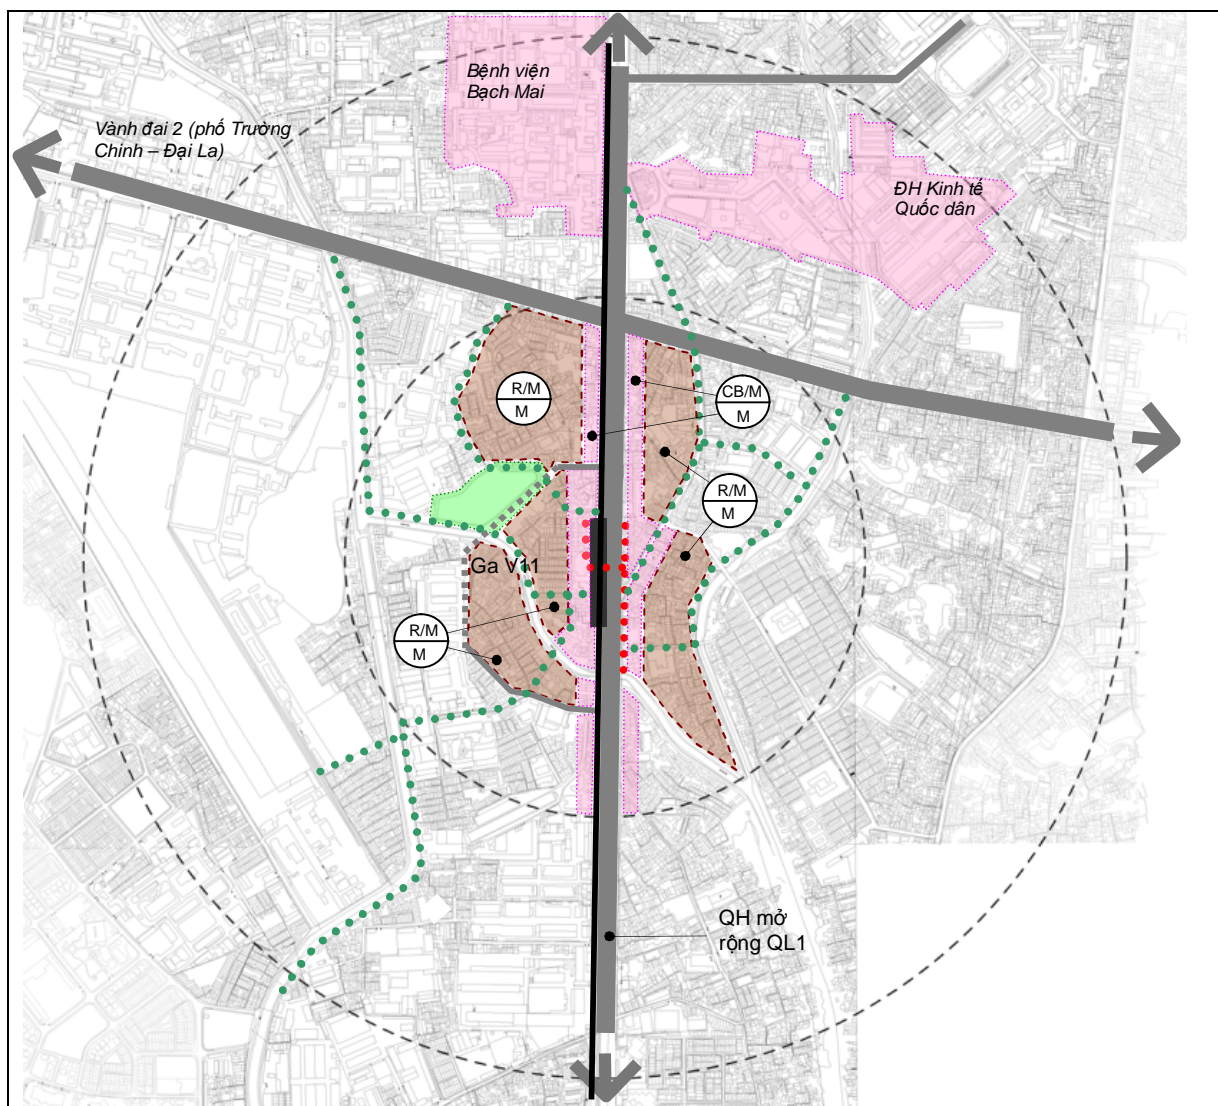 Bệnh viện
Bạch Mai
Vành đai 2 (phố Trường
Chinh – Đại La)
ĐH Kinh tế
Quốc dân
R/M
M
CB/M
M
R/M
M
Ga V11
R/M
M
QH mở
rộng QL1